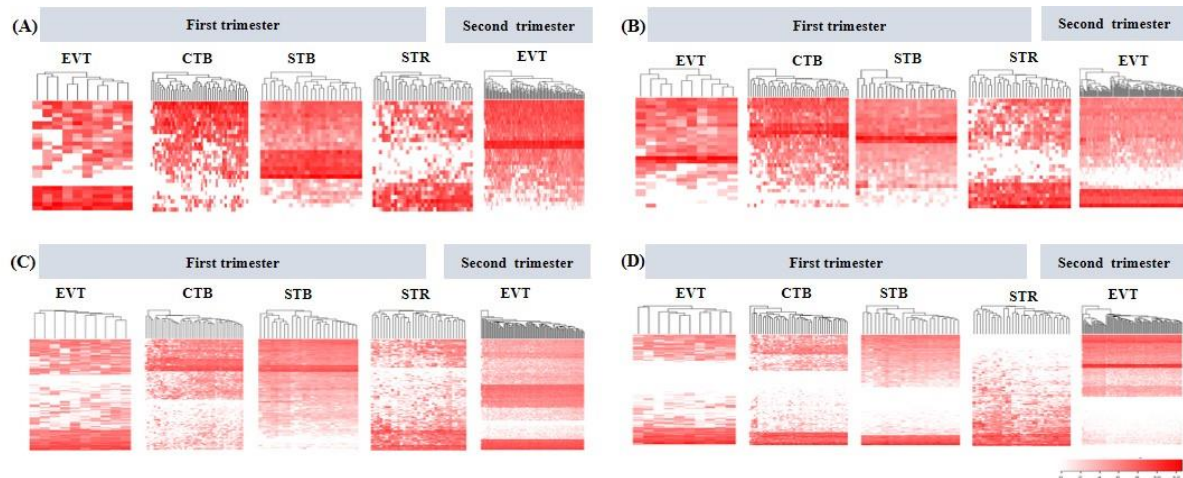 (A) First trimester Second trimester
EVT CTB STB STR EVT
(B) First trimester Second trimester
EVT CTB STB STR EVT
(C) First trimester Second trimester
EVT CTB STB STR EVT
(D) First trimester Second trimester
EVT CTB STB STR EVT